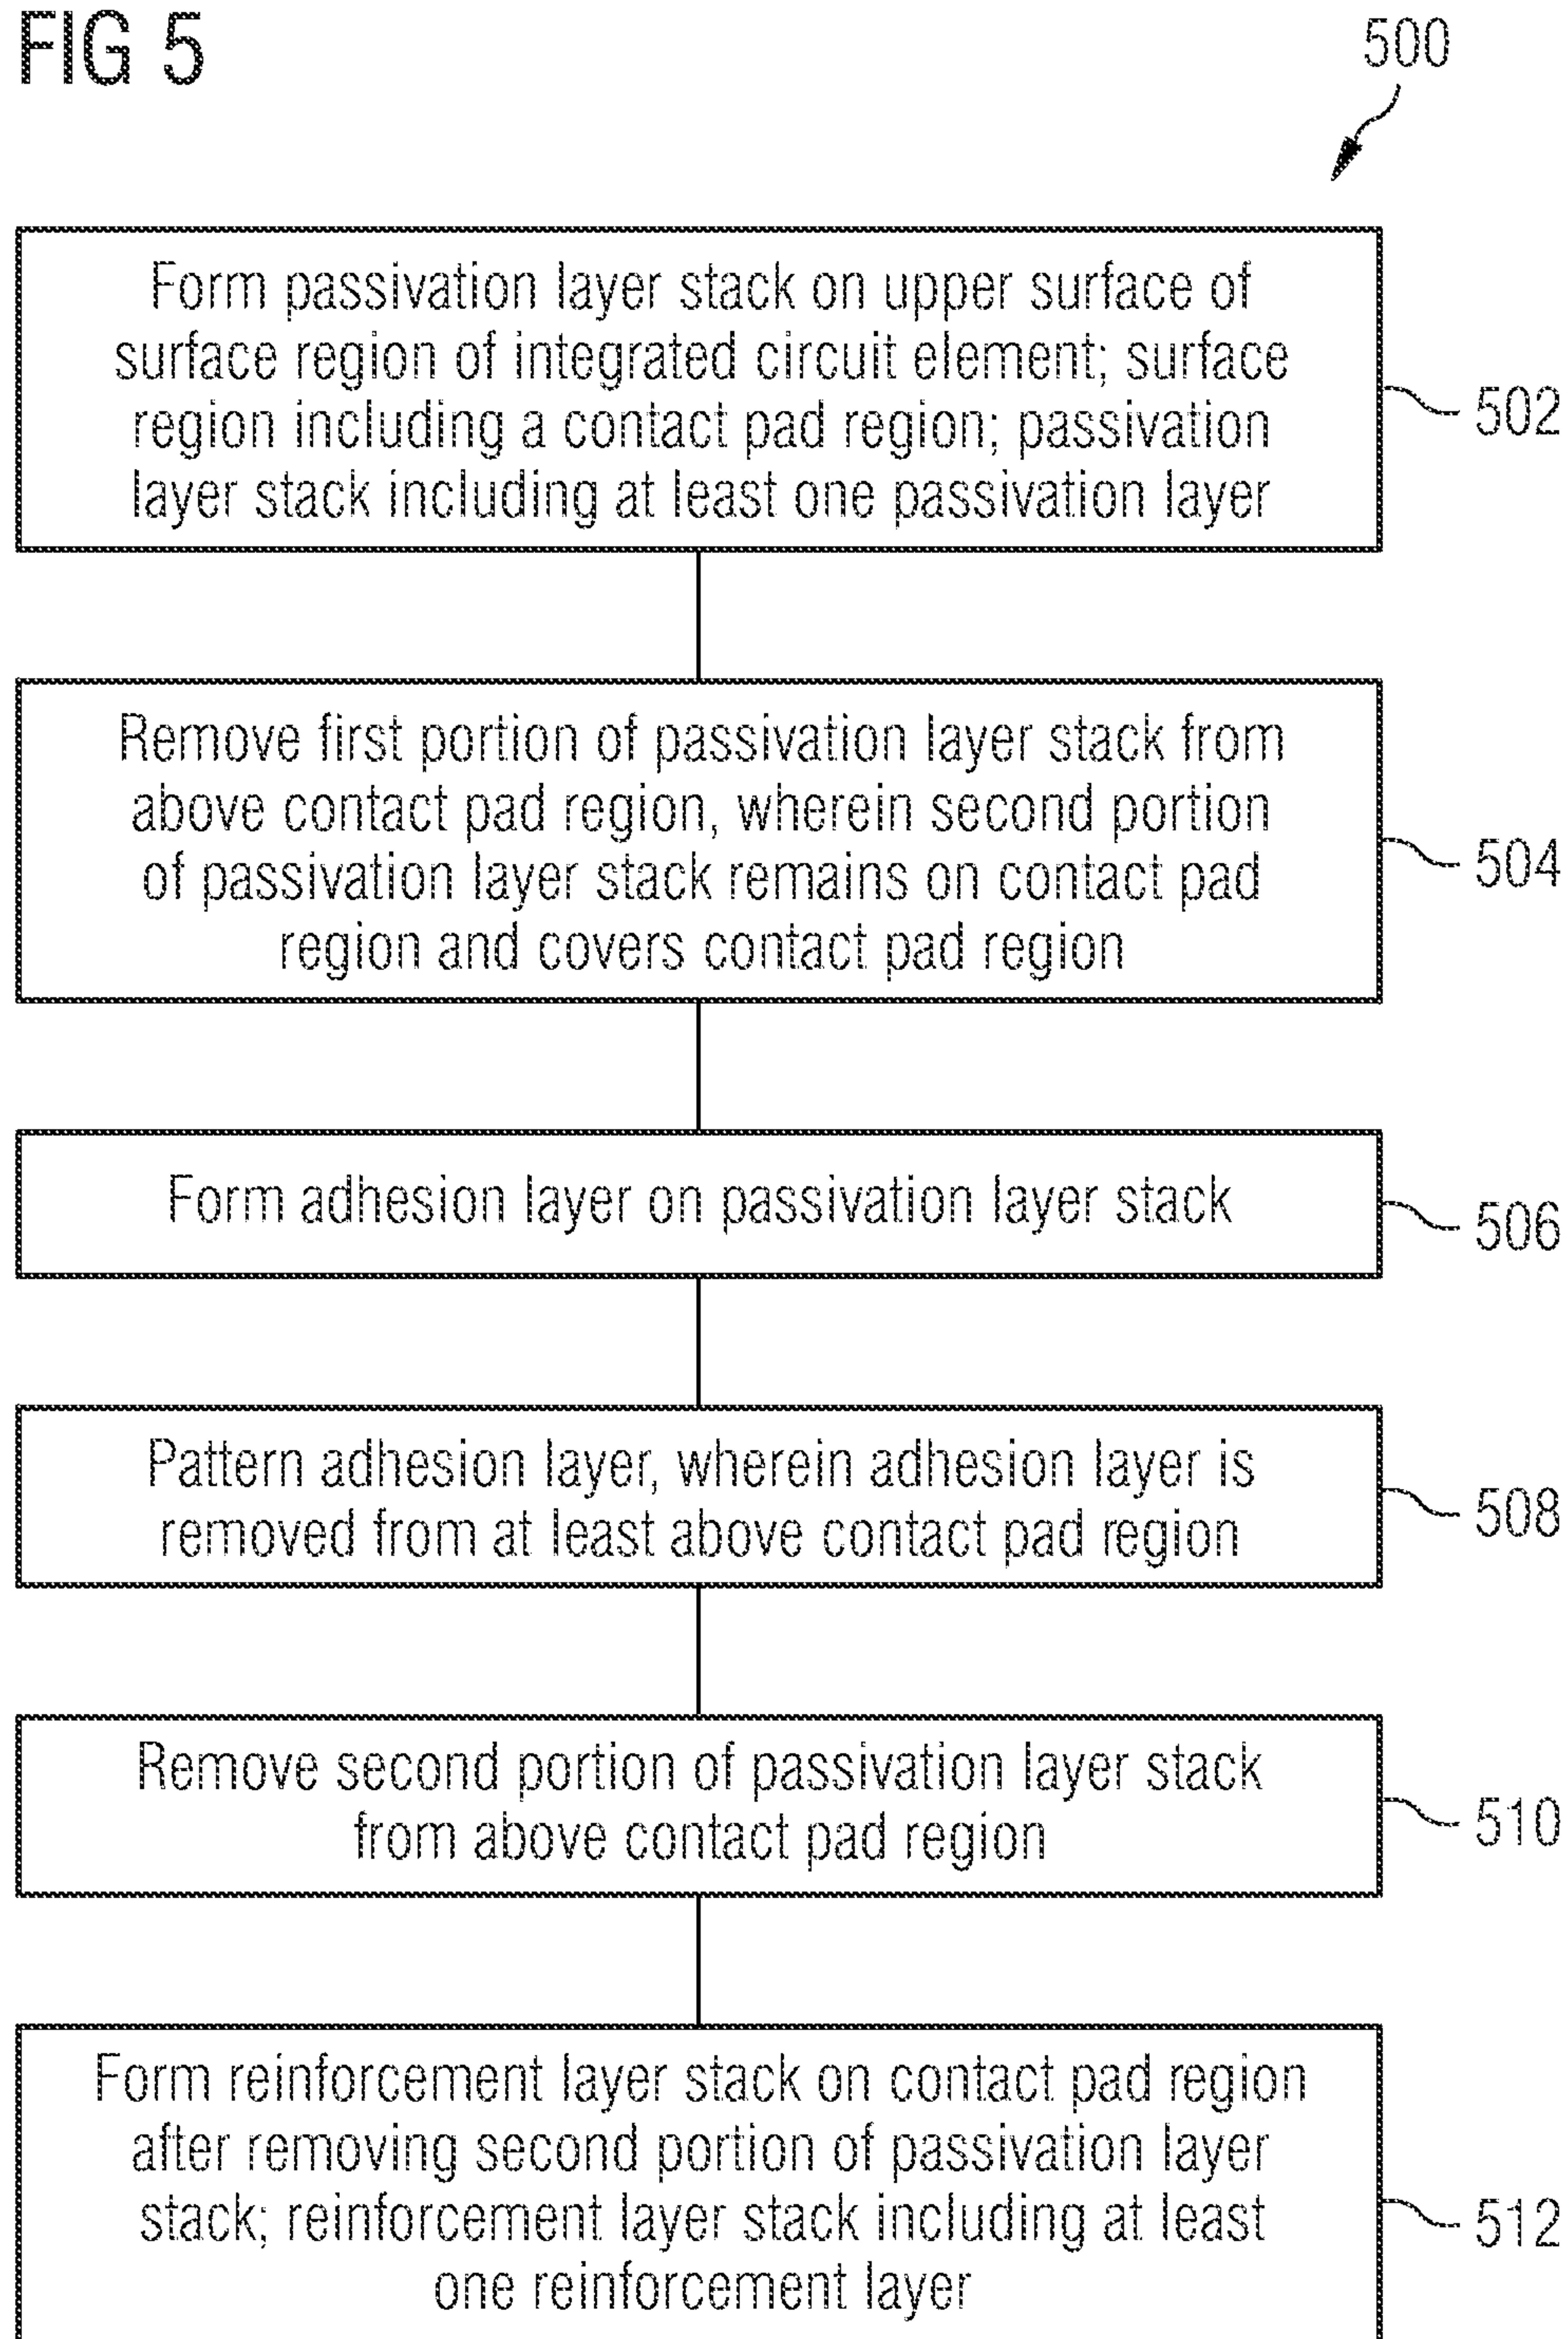 FIG 5
500
Form passivation layer stack on upper surface of
surface region of integrated circuit element; surface
region including a contact pad region; passivation
layer stack including at least one passivation layer
502
Remove first portion of passivation layer stack from
above contact pad region, wherein second portion
of passivation layer stack remains on contact pad
region and covers contact pad region
504
Form adhesion layer on passivation layer stack
506
Pattern adhesion layer, wherein adhesion layer is
removed from at least above contact pad region
508
Remove second portion of passivation layer stack
from above contact pad region
510
Form reinforcement layer stack on contact pad region
after removing second portion of passivation layer
stack; reinforcement layer stack including at least
one reinforcement layer
512